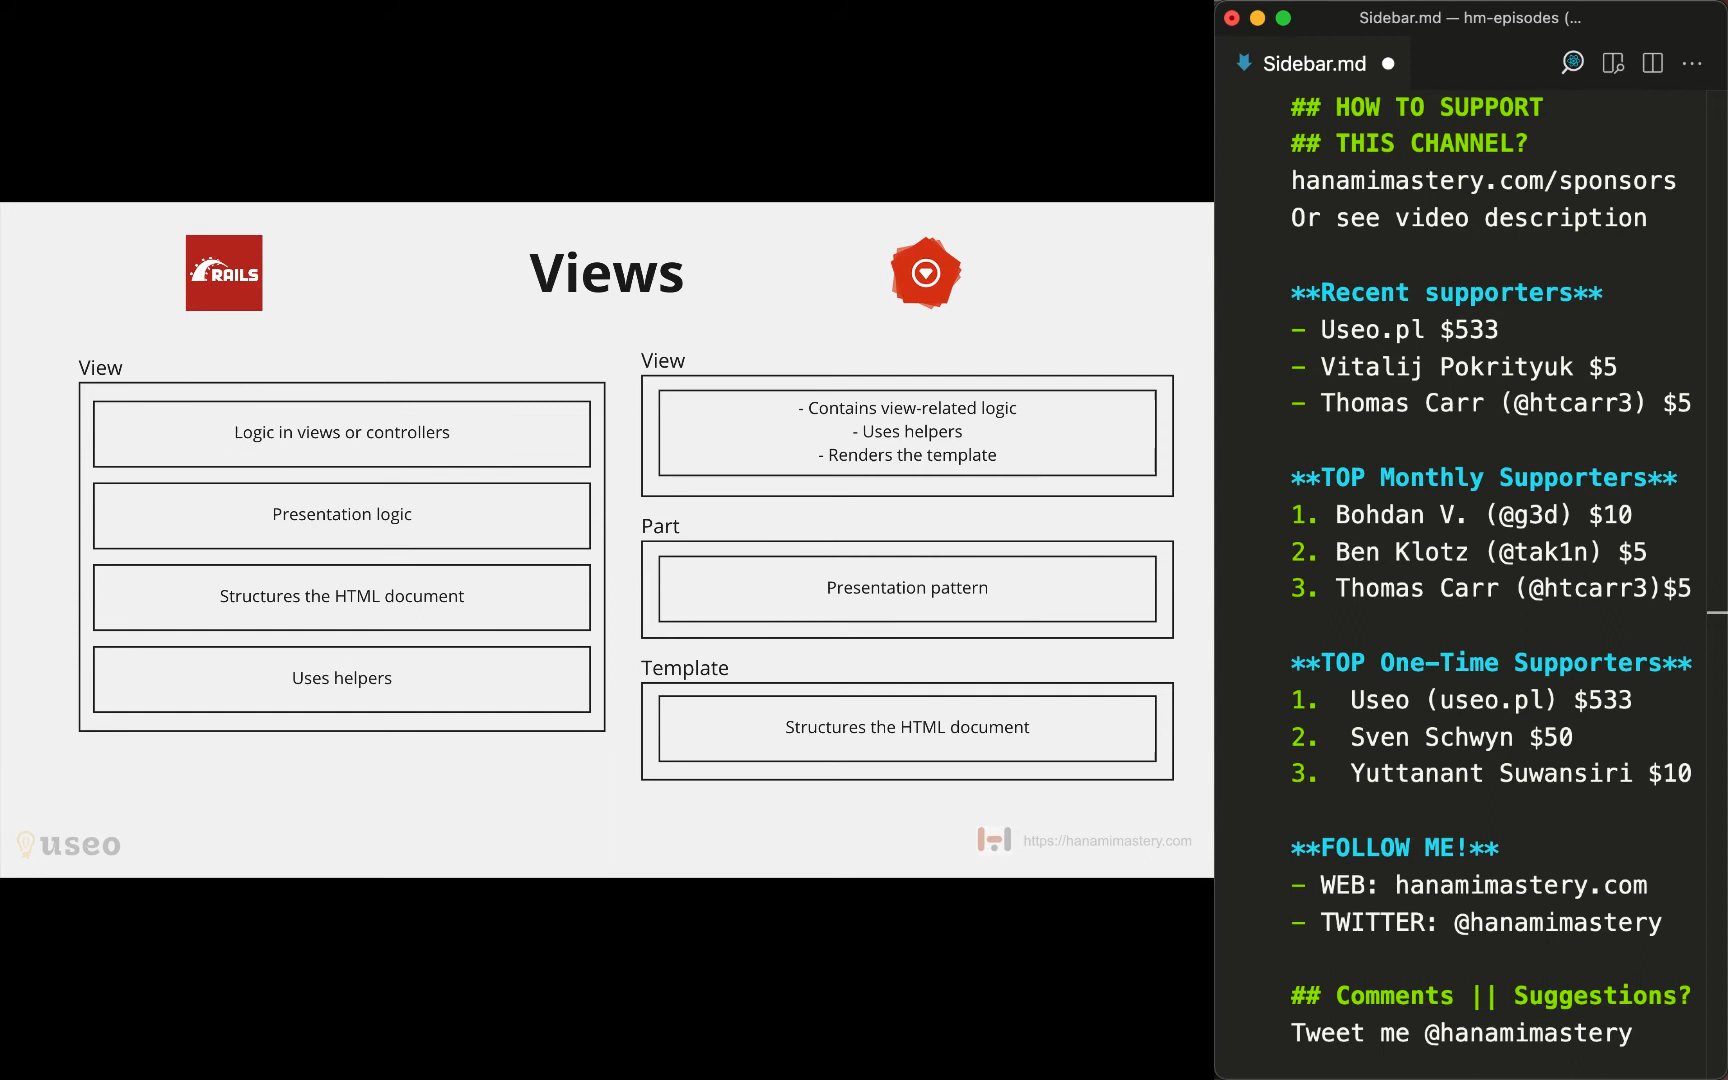 RAILS
Views
View
Logic in views or controllers
Presentation logic
Structures the HTML document
Uses helpers
View
- Contains view-related logic
- Uses helpers
- Renders the template
Part
Presentation pattern
Template
Structures the HTML document
useo
https://hanamimastery.com
Sidebar.md — hm-episodes (...
Sidebar.md
## HOW TO SUPPORT
## THIS CHANNEL?
hanamimastery.com/sponsors
Or see video description
**Recent supporters**
- Useo.pl $533
- Vitalij Pokrityuk $5
- Thomas Carr (@htcarr3) $5
**TOP Monthly Supporters**
1. Bohdan V. (@g3d) $10
2. Ben Klotz (@tak1n) $5
3. Thomas Carr (@htcarr3)$5
**TOP One-Time Supporters**
1. Useo (useo.pl) $533
2. Sven Schwyn $50
3. Yuttanant Suwansiri $10
**FOLLOW ME!**
- WEB: hanamimastery.com
- TWITTER: @hanamimastery
## Comments || Suggestions?
Tweet me @hanamimastery